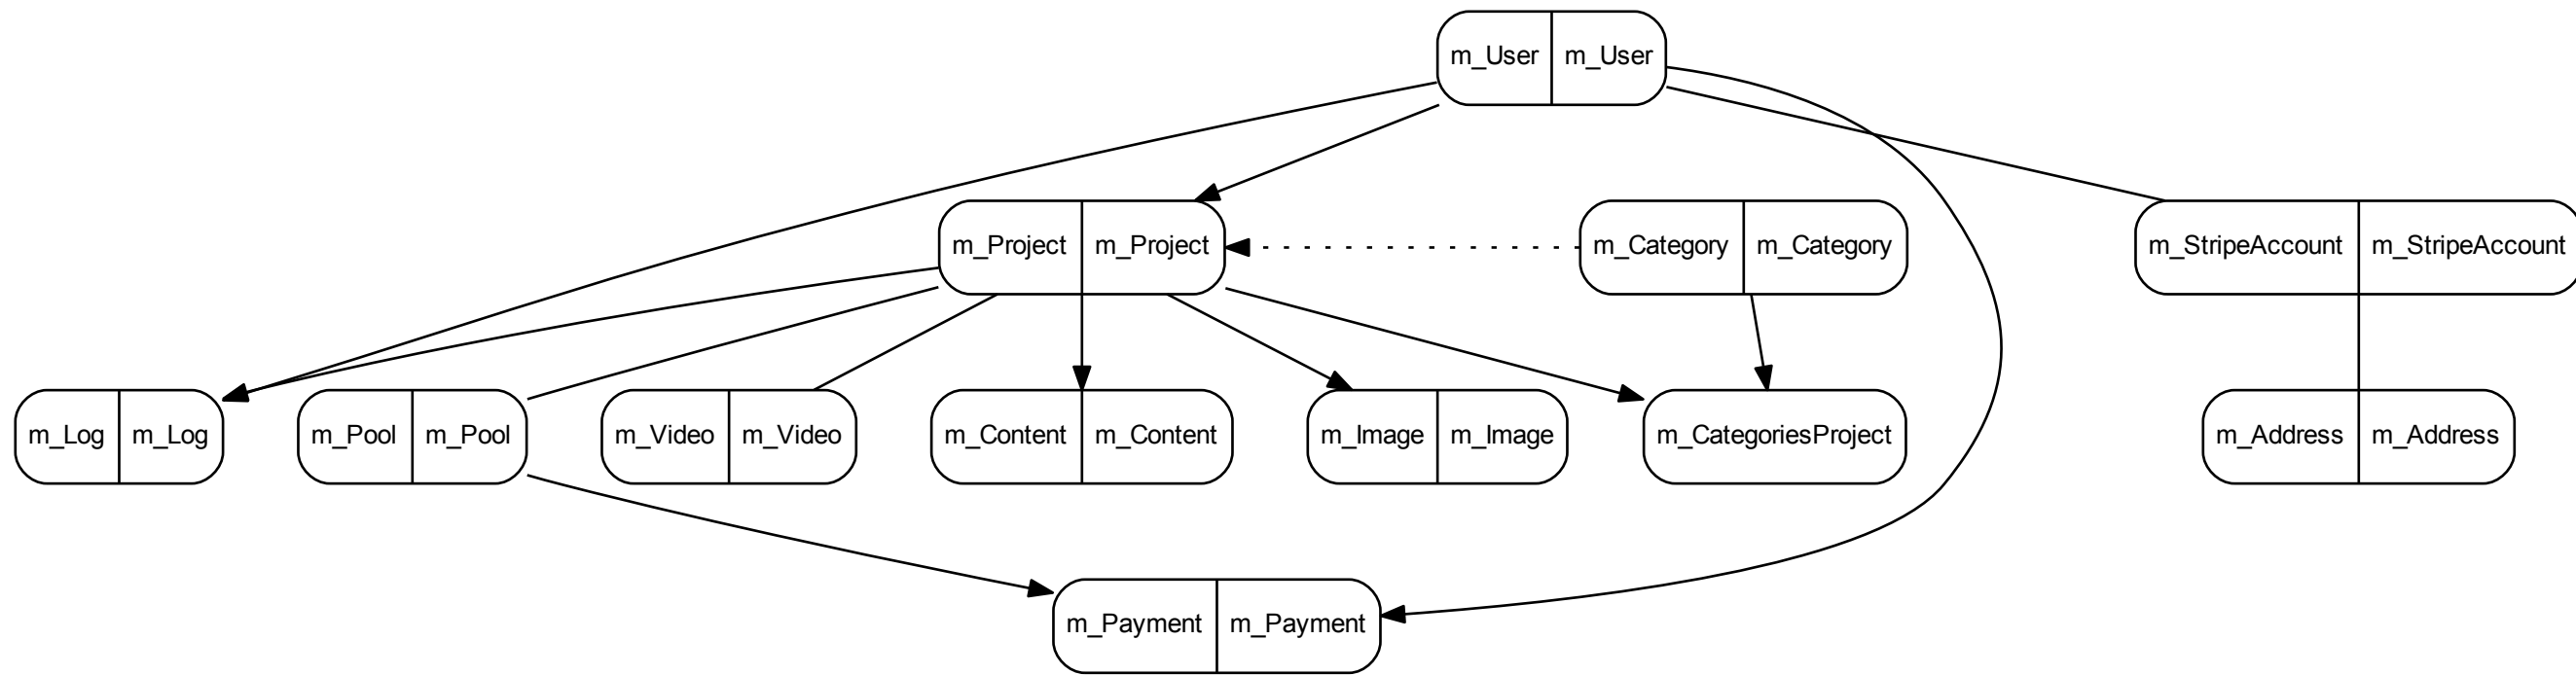 m_User m_User
m_Project m_Project m_Category m_Category m_StripeAccount m_StripeAccount
m_Log m_Log m_Pool m_Pool m_Video m_Video m_Content m_Content m_Image m_Image m_CategoriesProject m_Address m_Address
m_Payment m_Payment